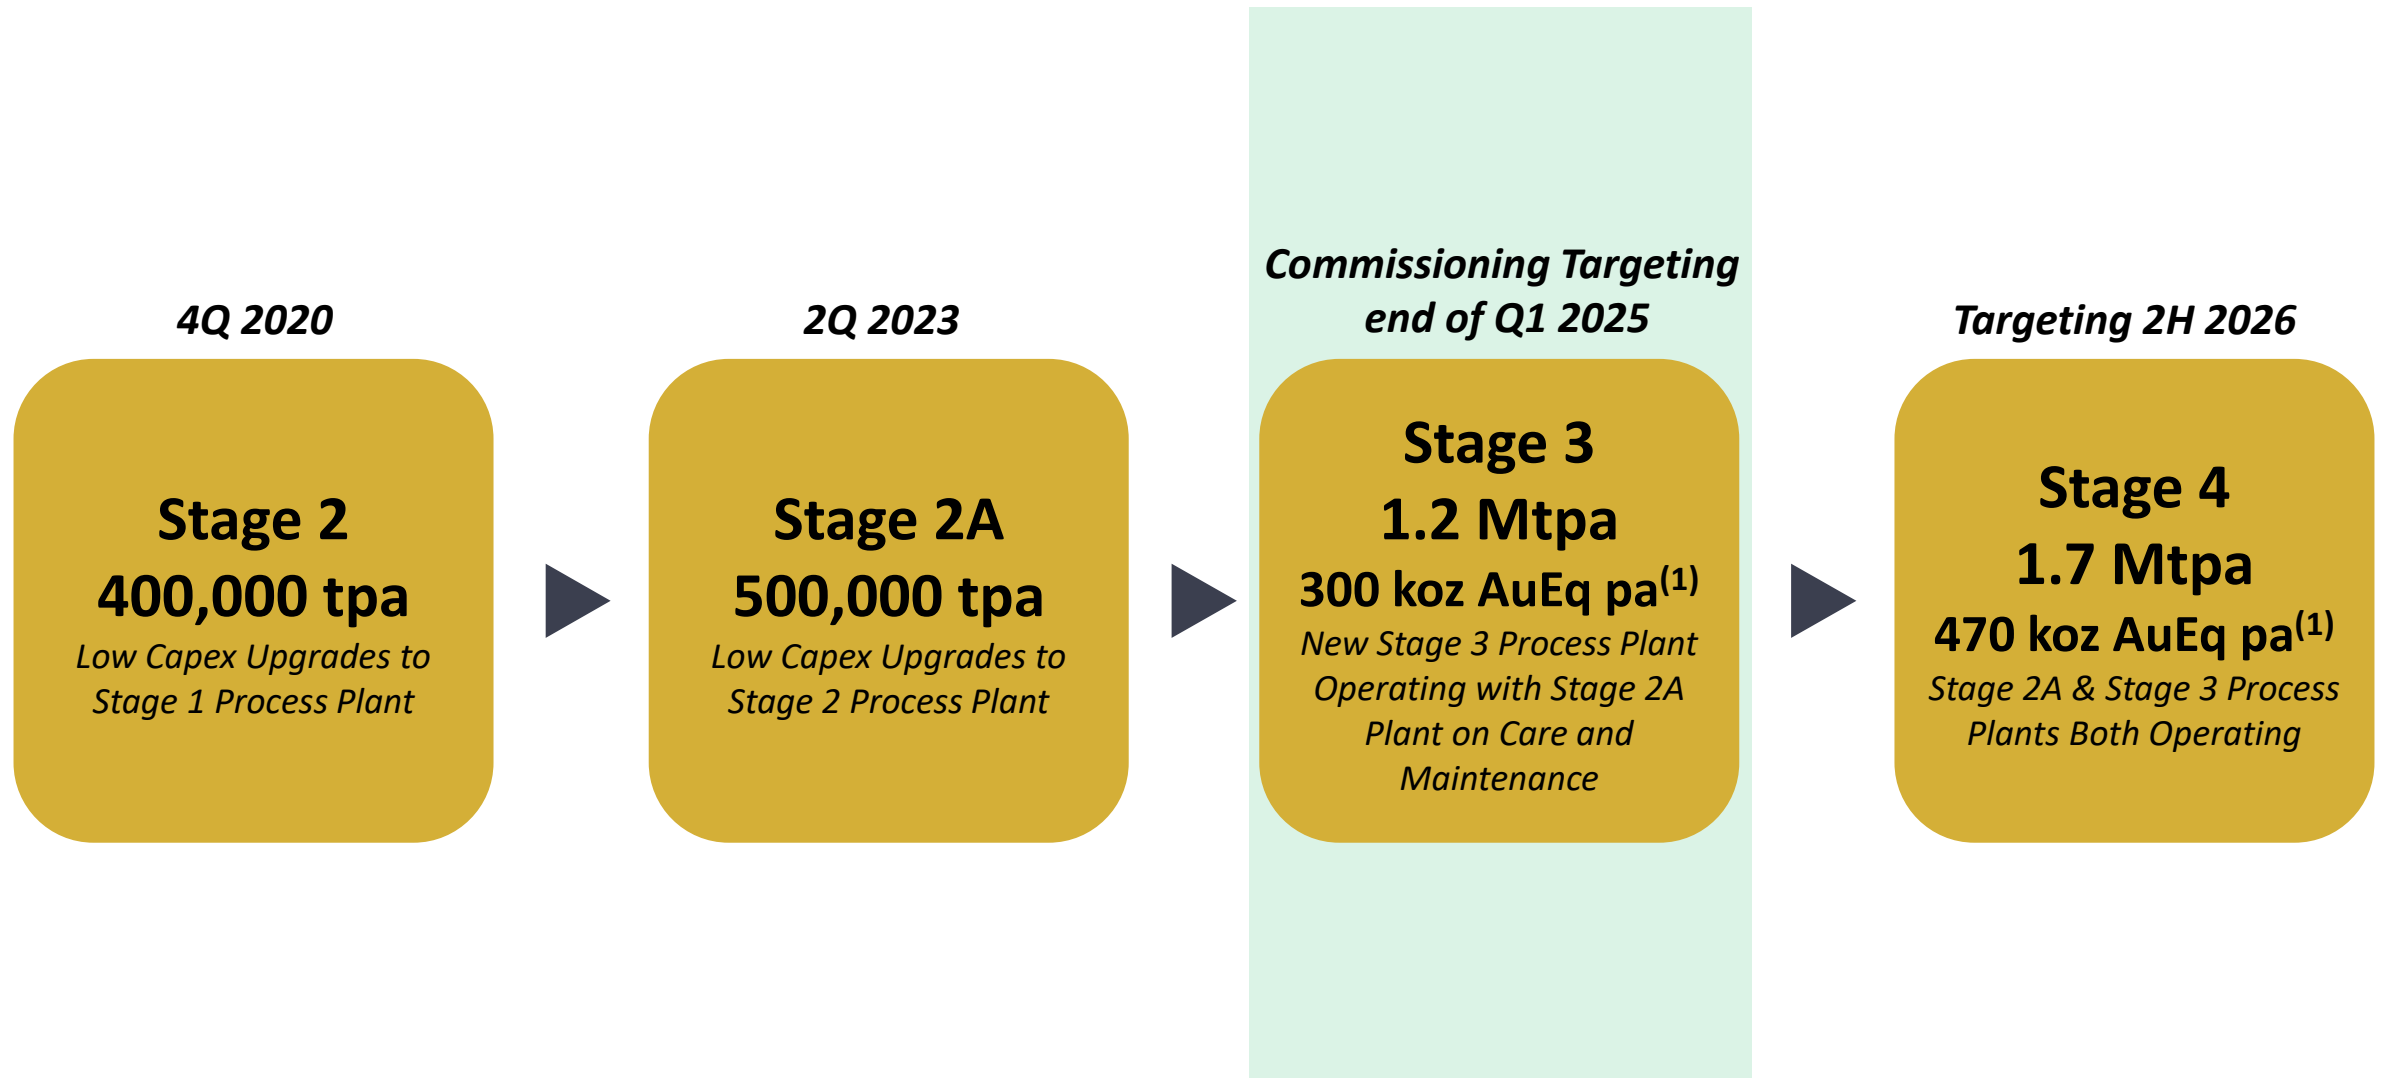 4Q 2020
Stage 2
400,000 tpa
Low Capex Upgrades to
Stage 1 Process Plant
2Q 2023
Stage 2A
500,000 tpa
Low Capex Upgrades to
Stage 2 Process Plant
Commissioning Targeting
end of Q1 2025
Stage 3
1.2 Mtpa
300 koz AuEq pa(1)
New Stage 3 Process Plant
Operating with Stage 2A
Plant on Care and
Maintenance
Targeting 2H 2026
Stage 4
1.7 Mtpa
470 koz AuEq pa(1)
Stage 2A & Stage 3 Process
Plants Both Operating